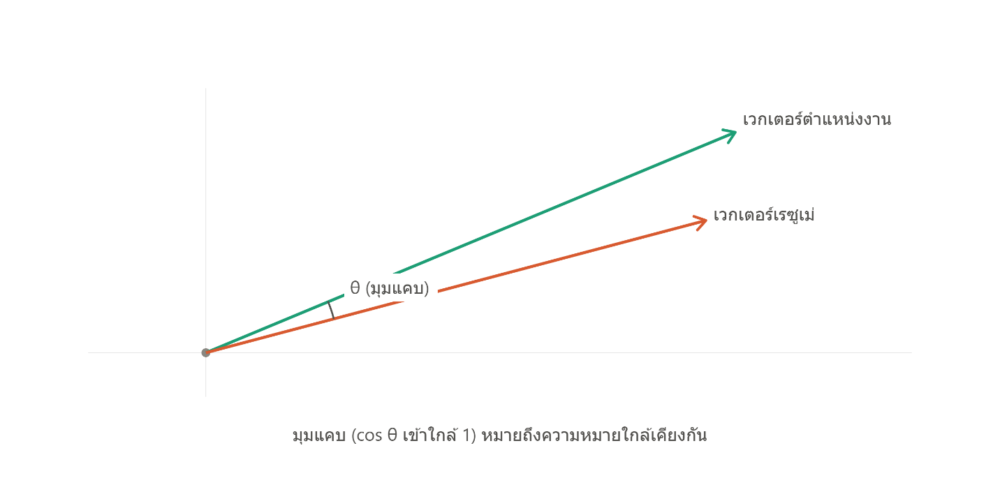 เวกเตอร์ตำแหน่งงาน
เวกเตอร์เรซูเม่
θ (มุมแคบ)
มุมแคบ (cos θ เข้าใกล้ 1) หมายถึงความหมายใกล้เคียงกัน